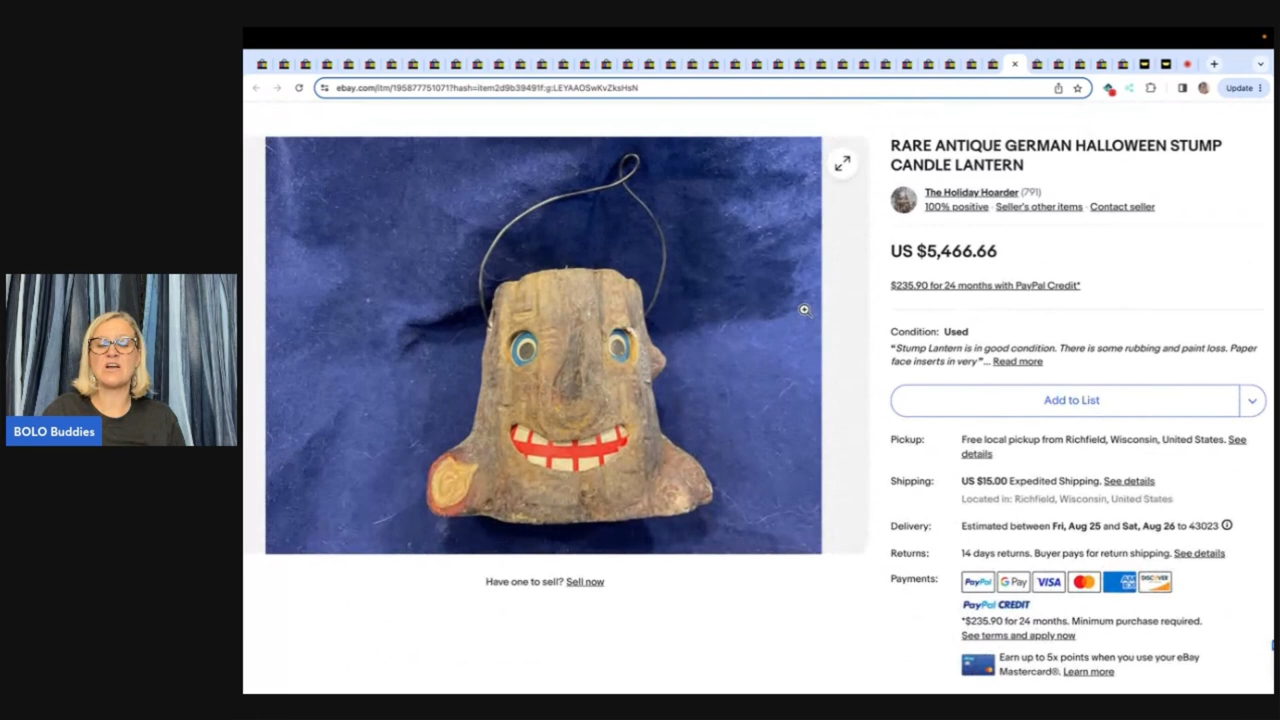 ebay.com/itm/195877751071?hash=item2d9b39491f:g:LEYAAOSwKvZksHsN
Update
RARE ANTIQUE GERMAN HALLOWEEN STUMP
CANDLE LANTERN
The Holiday Hoarder (791)
100% positive · Seller's other items · Contact seller
US $5,466.66
$235.90 for 24 months with PayPal Credit*
Condition: Used
"Stump Lantern is in good condition. There is some rubbing and paint loss. Paper
face inserts in very"... Read more
Add to List
Pickup: Free local pickup from Richfield, Wisconsin, United States. See
details
Shipping: US $15.00 Expedited Shipping. See details
Located in: Richfield, Wisconsin, United States
Delivery: Estimated between Fri, Aug 25 and Sat, Aug 26 to 43023
Returns: 14 days returns. Buyer pays for return shipping. See details
Payments: PayPal G Pay VISA DISCOVER
PayPal CREDIT
*$235.90 for 24 months. Minimum purchase required.
See terms and apply now
Earn up to 5x points when you use your eBay
Mastercard®. Learn more
Have one to sell? Sell now
BOLO Buddies